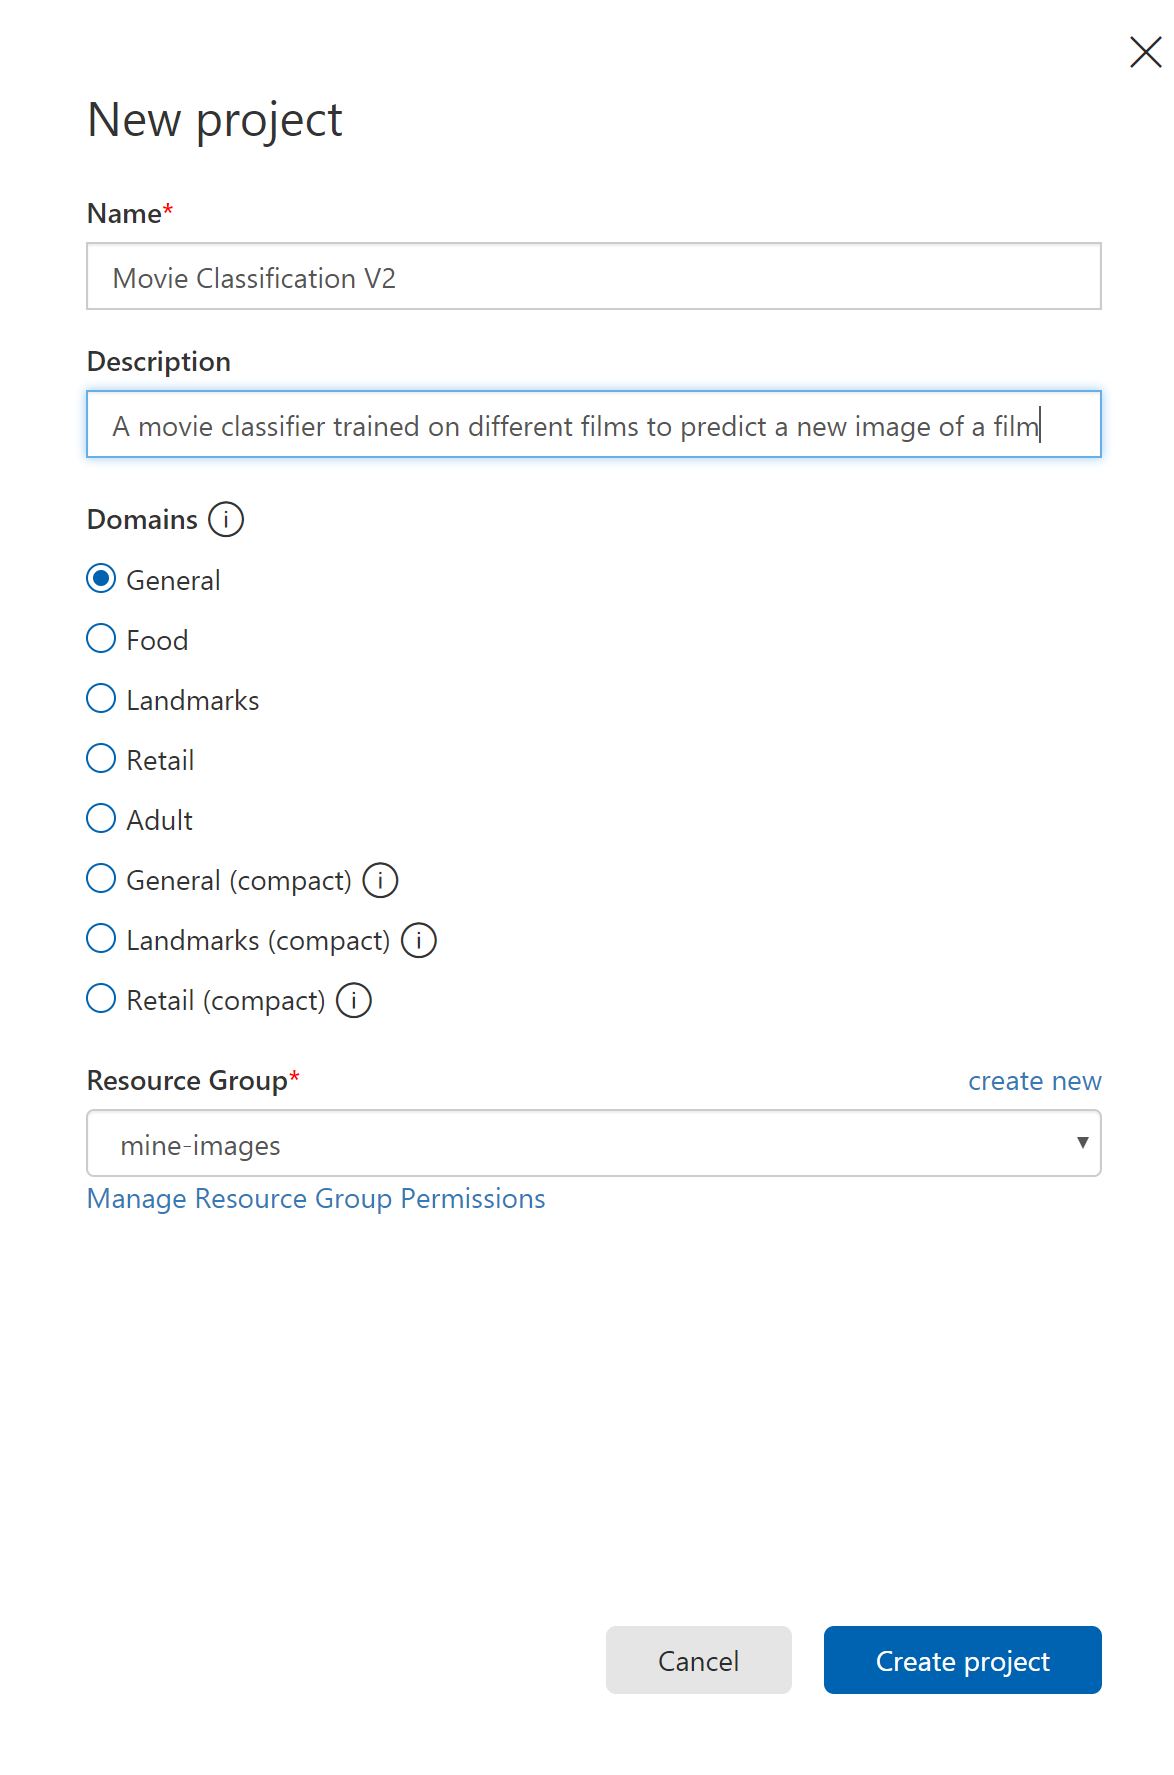 New project
Name*
Movie Classification V2
Description
A movie classifier trained on different films to predict a new image of a film
Domains i
General
Food
Landmarks
Retail
Adult
General (compact) i
Landmarks (compact) i
Retail (compact) i
Resource Group* create new
mine-images
Manage Resource Group Permissions
Cancel Create project